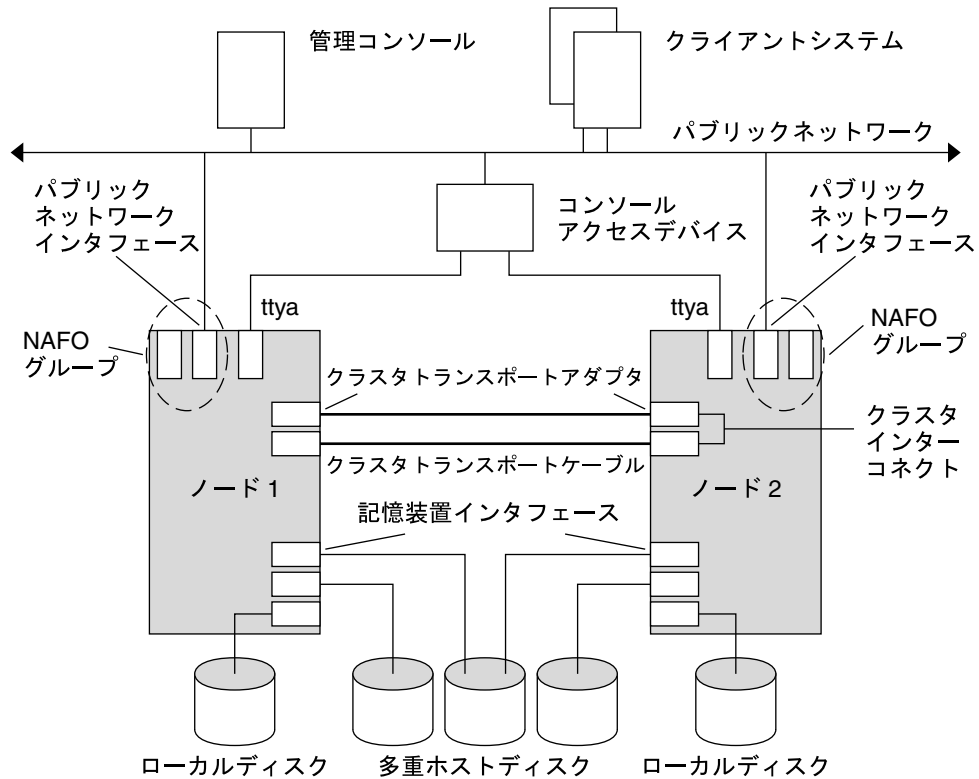 管理コンソール
クライアントシステム
パブリックネットワーク
パブリック
ネットワーク
インタフェース
コンソール
アクセスデバイス
パブリック
ネットワーク
インタフェース
ttya
ttya
NAFO
グループ
NAFO
グループ
クラスタトランスポートアダプタ
クラスタ
インター
コネクト
クラスタトランスポートケーブル
ノード 1
ノード 2
記憶装置インタフェース
ローカルディスク
多重ホストディスク
ローカルディスク